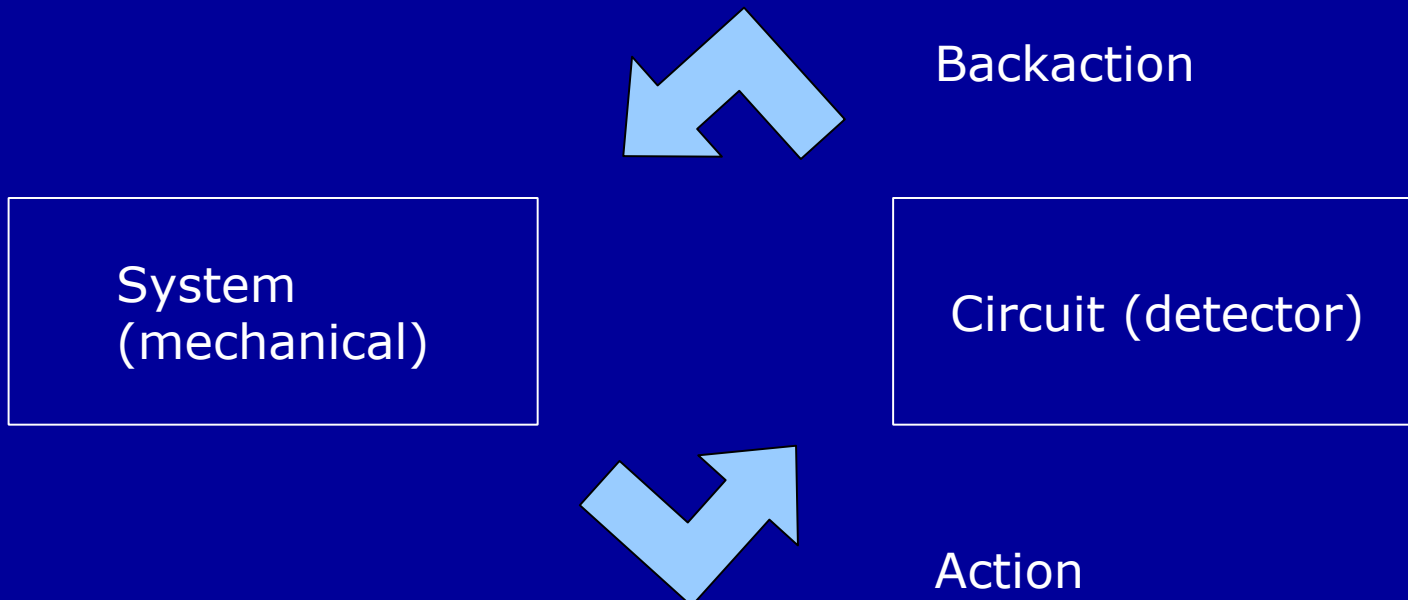 Backaction
System
(mechanical)
Circuit (detector)
Action